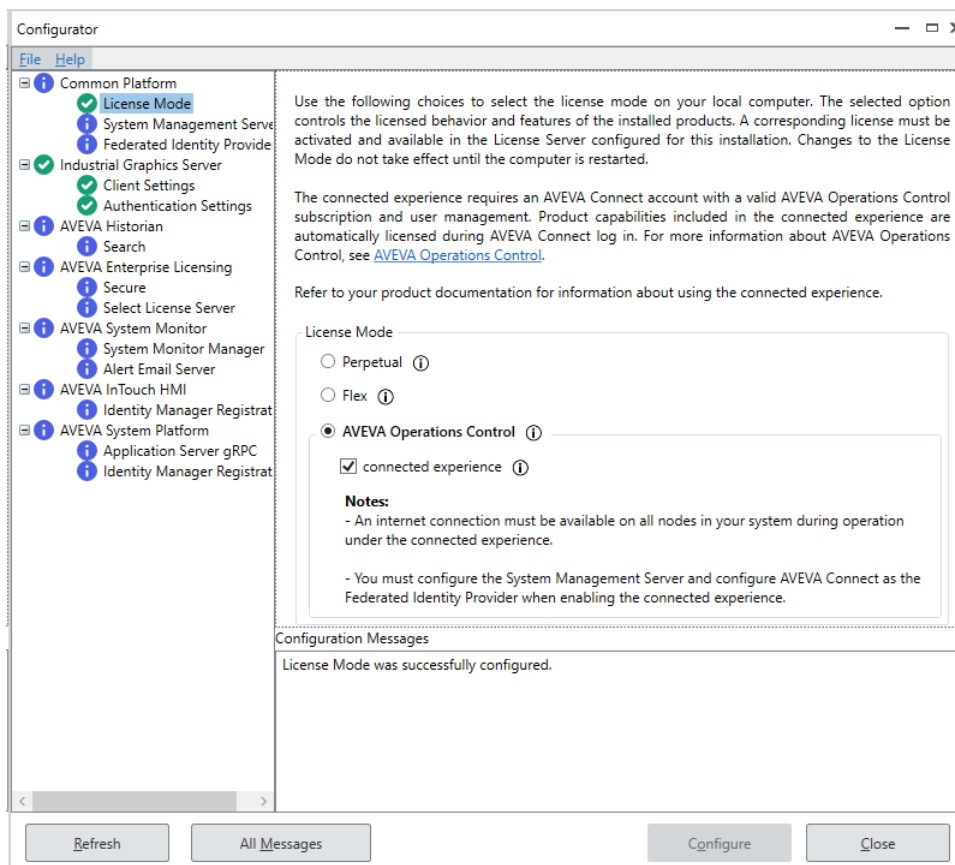 Configurator
File Help
Common Platform
License Mode
System Management Serve
Federated Identity Provide
Industrial Graphics Server
Client Settings
Authentication Settings
AVEVA Historian
Search
AVEVA Enterprise Licensing
Secure
Select License Server
AVEVA System Monitor
System Monitor Manager
Alert Email Server
AVEVA InTouch HMI
Identity Manager Registrat
AVEVA System Platform
Application Server gRPC
Identity Manager Registrat
Use the following choices to select the license mode on your local computer. The selected option
controls the licensed behavior and features of the installed products. A corresponding license must be
activated and available in the License Server configured for this installation. Changes to the License
Mode do not take effect until the computer is restarted.
The connected experience requires an AVEVA Connect account with a valid AVEVA Operations Control
subscription and user management. Product capabilities included in the connected experience are
automatically licensed during AVEVA Connect log in. For more information about AVEVA Operations
Control, see AVEVA Operations Control.
Refer to your product documentation for information about using the connected experience.
License Mode
Perpetual
Flex
AVEVA Operations Control
connected experience
Notes:
- An internet connection must be available on all nodes in your system during operation
under the connected experience.
- You must configure the System Management Server and configure AVEVA Connect as the
Federated Identity Provider when enabling the connected experience.
Configuration Messages
License Mode was successfully configured.
Refresh
All Messages
Configure
Close